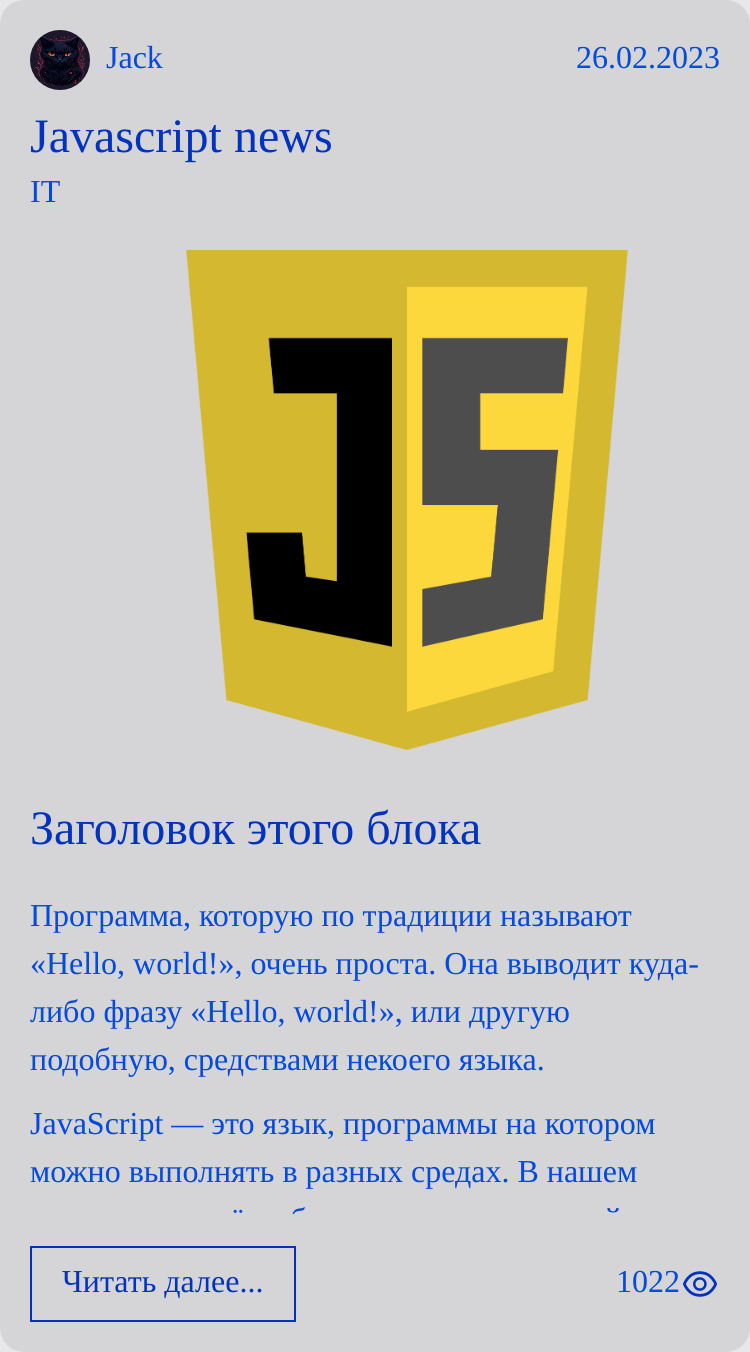 Jack
26.02.2023
Javascript news
IT
JS
Заголовок этого блока
Программа, которую по традиции называют
«Hello, world!», очень проста. Она выводит куда-
либо фразу «Hello, world!», или другую
подобную, средствами некоего языка.
JavaScript — это язык, программы на котором
можно выполнять в разных средах. В нашем
Читать далее...
1022